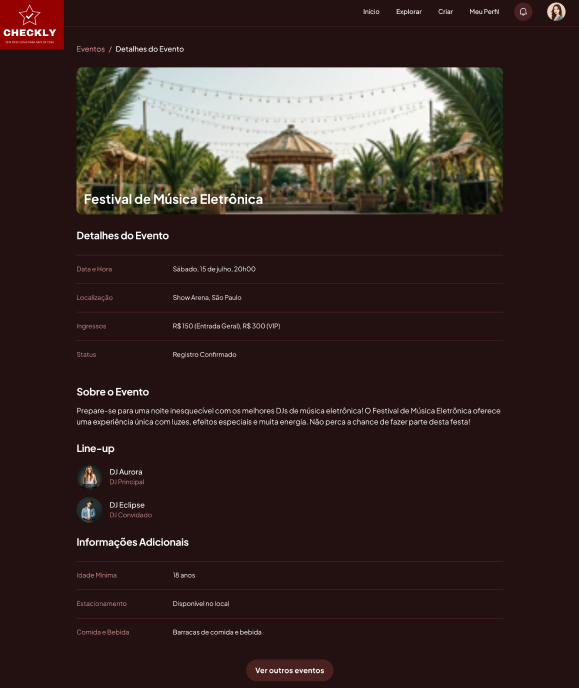 CHECKLY
Início
Explorar
Criar
Meu Perfil
Eventos / Detalhes do Evento
Festival de Música Eletrônica
Detalhes do Evento
Data e Hora
Sábado, 15 de julho, 20h00
Localização
Show Arena, São Paulo
Ingressos
R$ 150 (Entrada Geral), R$ 300 (VIP)
Status
Registro Confirmado
Sobre o Evento
Prepare-se para uma noite inesquecível com os melhores DJs de música eletrônica! O Festival de Música Eletrônica oferece
uma experiência única com luzes, efeitos especiais e muita energia. Não perca a chance de fazer parte desta festa!
Line-up
DJ Aurora
DJ Principal
DJ Eclipse
DJ Convidado
Informações Adicionais
Idade Mínima
18 anos
Estacionamento
Disponível no local
Comida e Bebida
Barracas de comida e bebida
Ver outros eventos